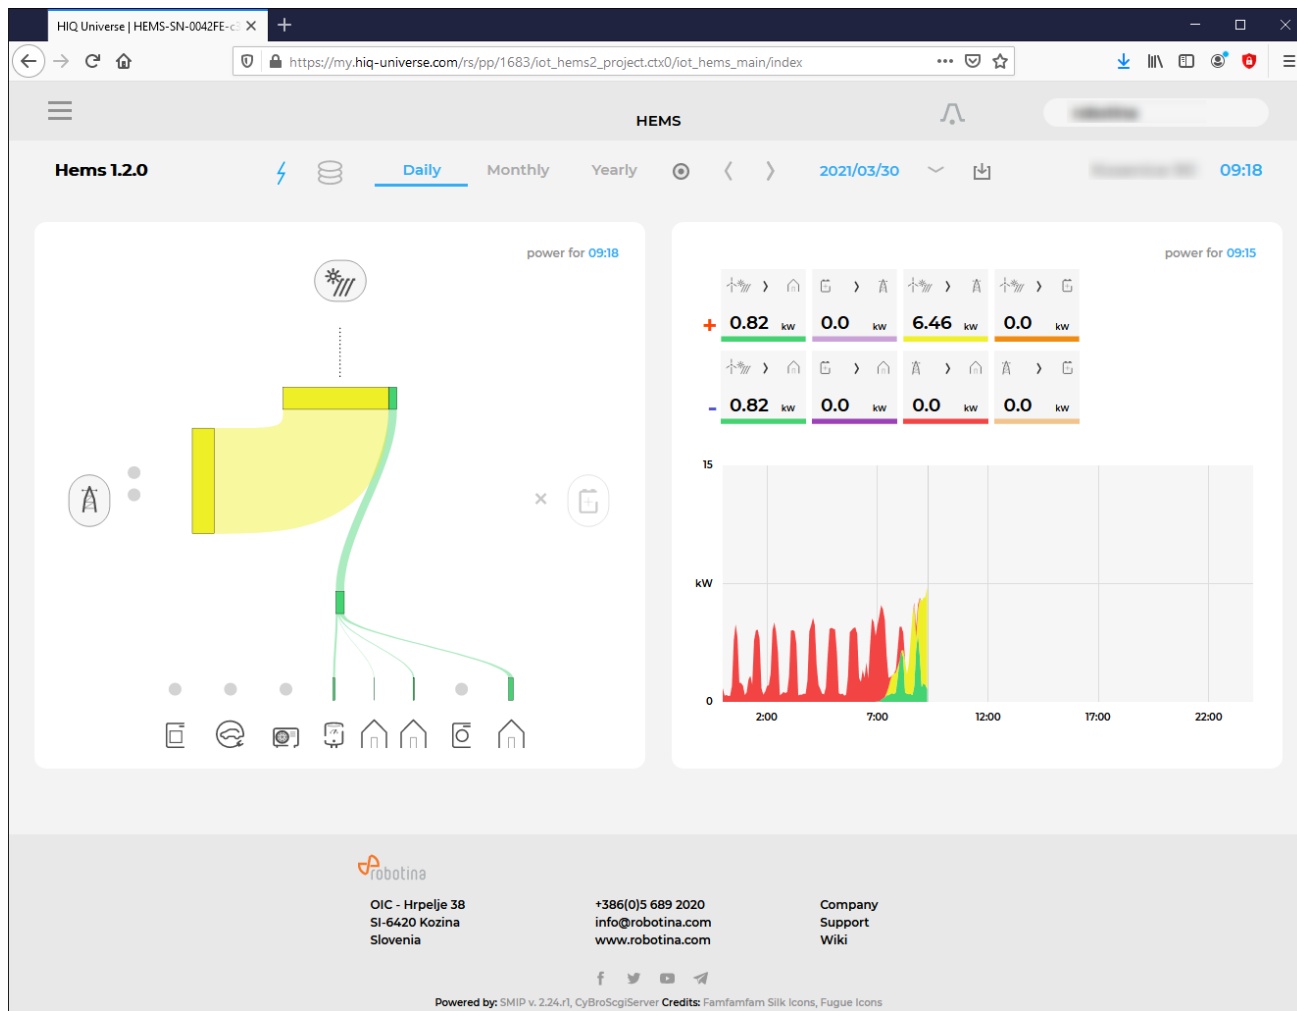 HIQ Universe | HEMS-SN-0042FE-c
https://my.hiq-universe.com/rs/pp/1683/iot_hems2_project.ctx0/iot_hems_main/index
HEMS
Hems 1.2.0
Daily
Monthly
Yearly
2021/03/30
09:18
power for 09:18
power for 09:15
+ 0.82 kW 0.0 kW 6.46 kW 0.0 kW
- 0.82 kW 0.0 kW 0.0 kW 0.0 kW
15
kW
0
2:00 7:00 12:00 17:00 22:00
robotina
OIC - Hrpelje 38
SI-6420 Kozina
Slovenia
+386(0)5 689 2020
info@robotina.com
www.robotina.com
Company
Support
Wiki
Powered by: SMIP v. 2.24.r1, CyBroScgiServer Credits: Famfamfam Silk Icons, Fugue Icons